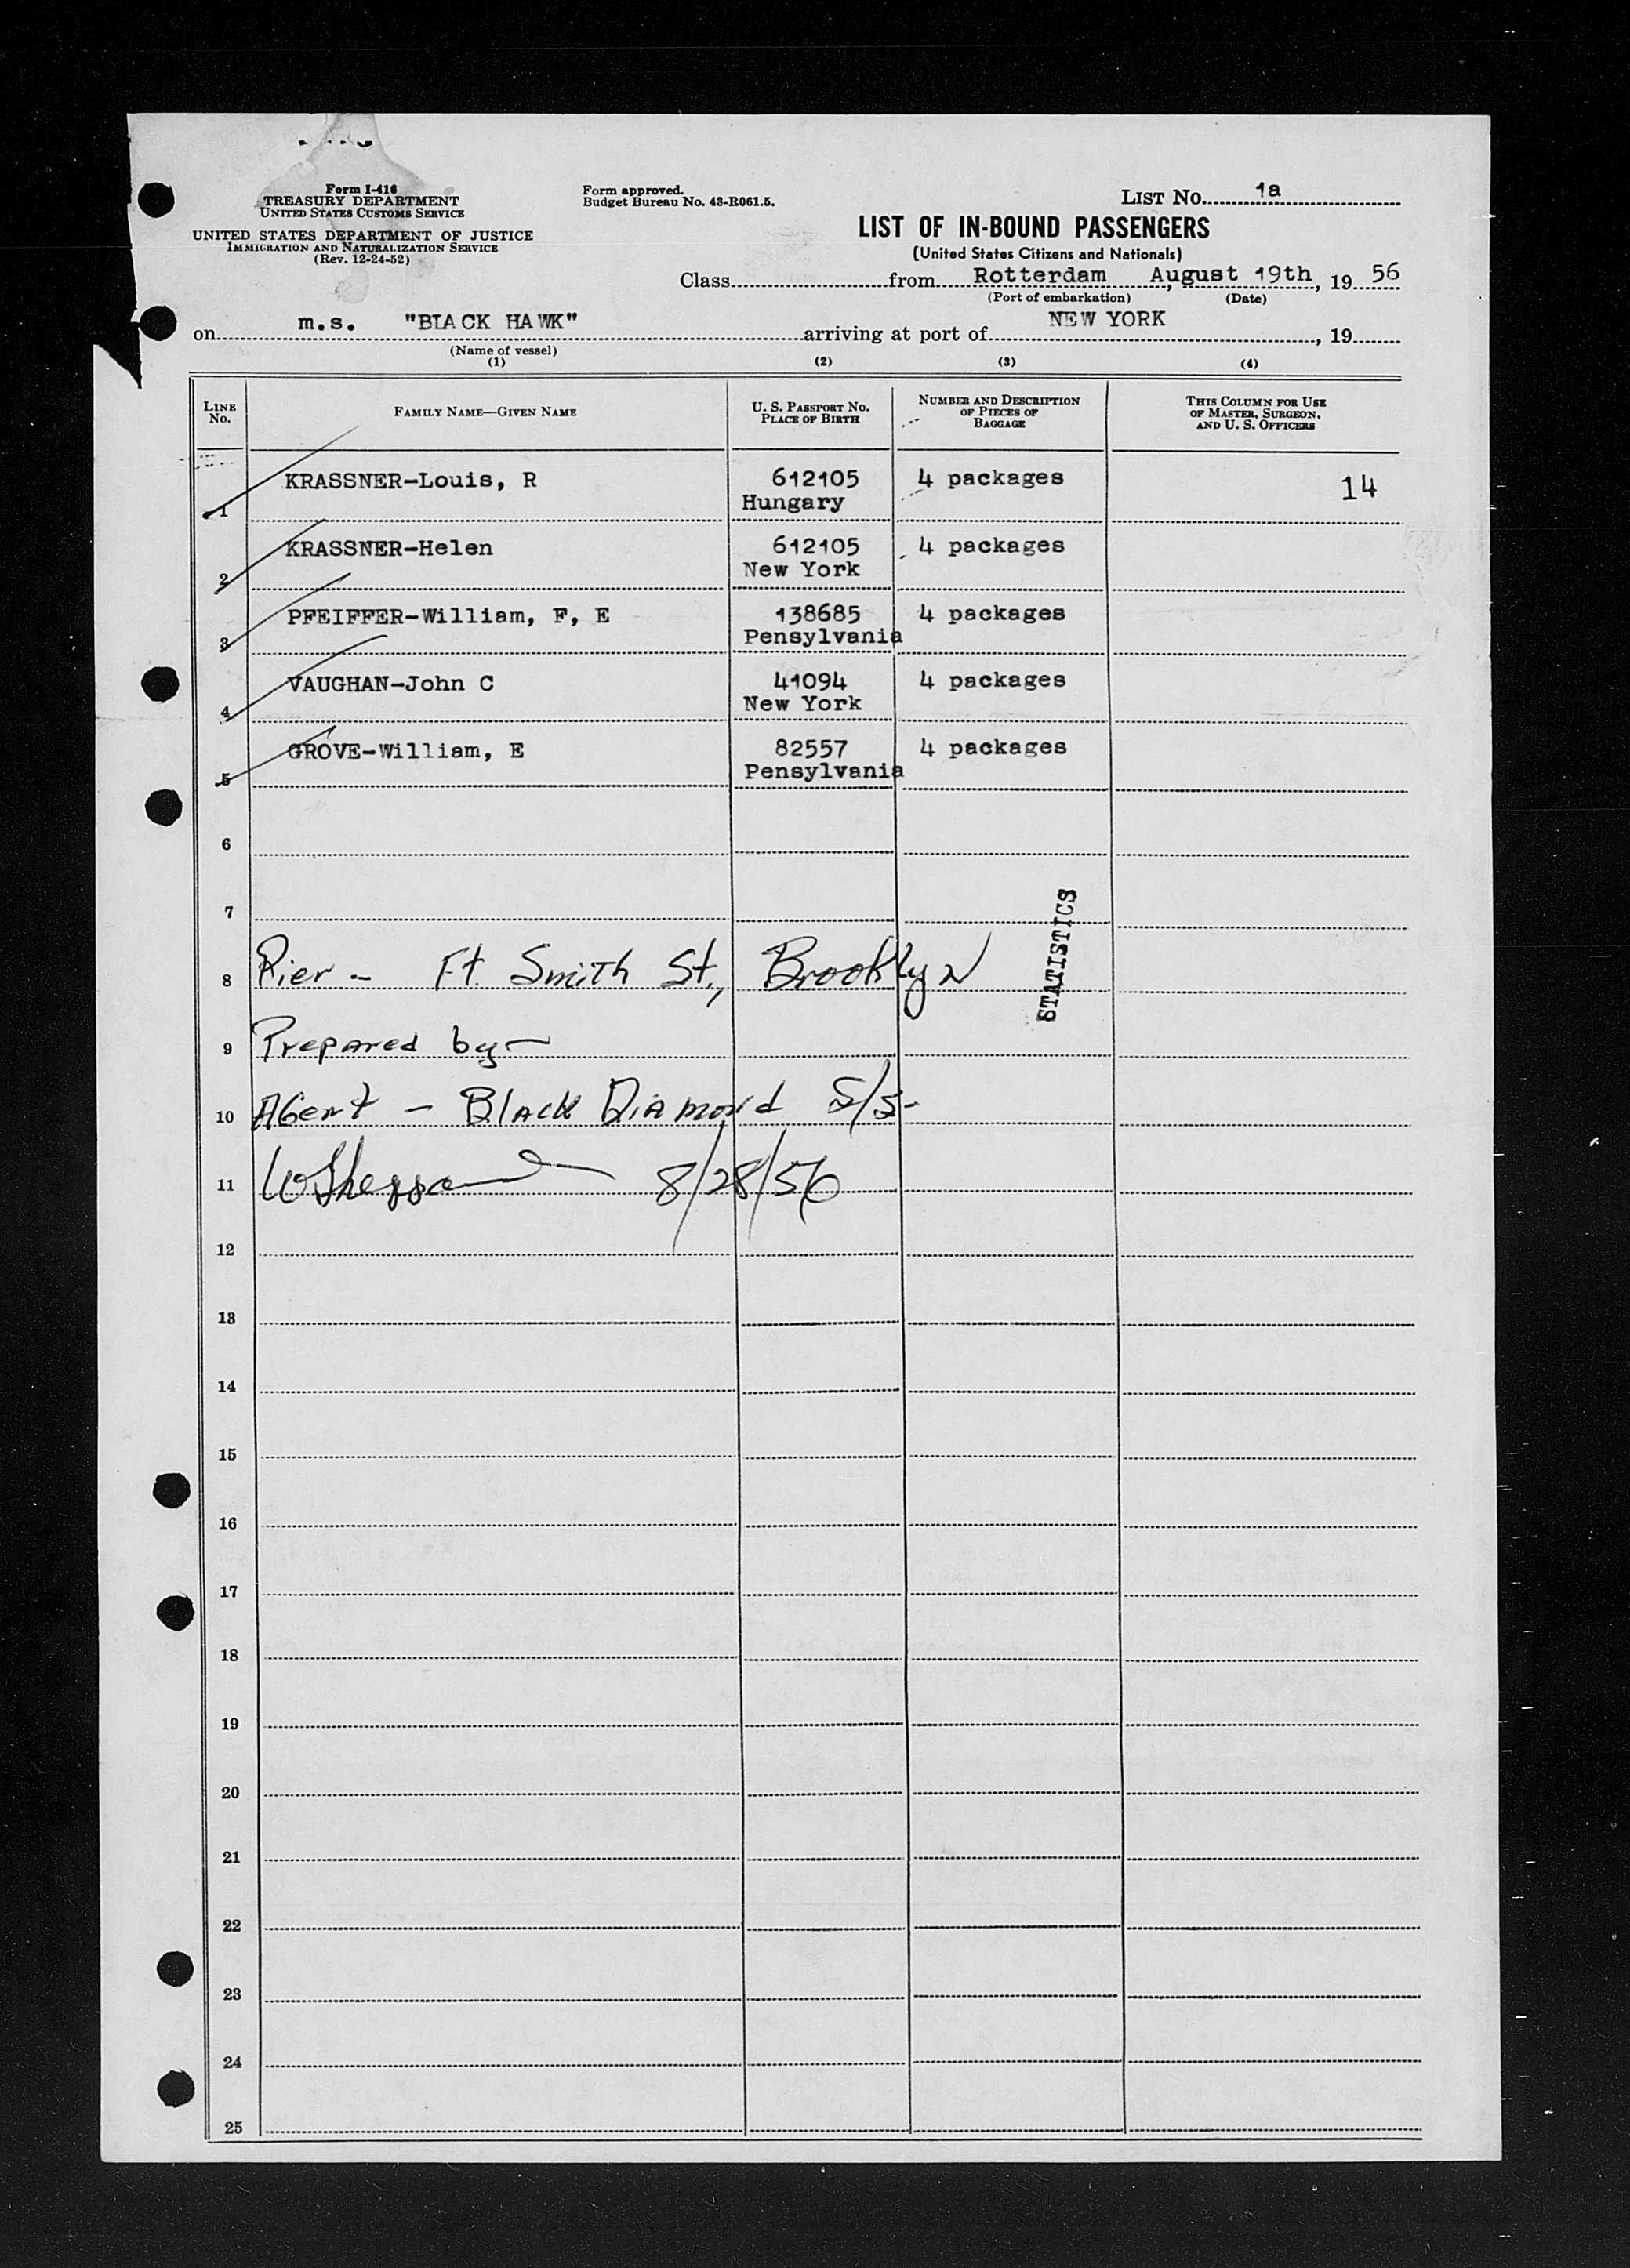 Form I-416
TREASURY DEPARTMENT
UNITED STATES CUSTOMS SERVICE
UNITED STATES DEPARTMENT OF JUSTICE
IMMIGRATION AND NATURALIZATION SERVICE
(Rev. 12-24-52)
Form approved.
Budget Bureau No. 43-R061.5.
LIST NO. 1a
LIST OF IN-BOUND PASSENGERS
(United States Citizens and Nationals)
Class from Rotterdam, August 19th, 19 56
(Port of embarkation) (Date)
on m.s. "BIACK HAWK" arriving at port of NEW YORK, 19
(Name of vessel)
(1) (2) (3) (4)
LINE NO. FAMILY NAME—GIVEN NAME U. S. PASSPORT NO. PLACE OF BIRTH NUMBER AND DESCRIPTION OF PIECES OF BAGGAGE THIS COLUMN FOR USE OF MASTER, SURGEON, AND U. S. OFFICERS
1 KRASSNER-Louis, R 612105 4 packages 14
Hungary
2 KRASSNER-Helen 612105 4 packages
New York
3 PFEIFFER-William, F, E 138685 4 packages
Pensylvania
4 VAUGHAN-John C 41094 4 packages
New York
5 GROVE-William, E 82557 4 packages
Pensylvania
6
7
STATISTICS
8 Pier - Ft. Smith St., Brooklyn
9 Prepared by-
10 Agent - Black Diamond S/S-
11 8/28/56
12
13
14
15
16
17
18
19
20
21
22
23
24
25